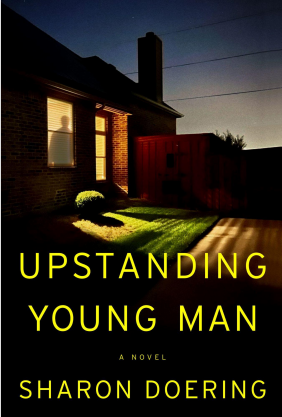 UPSTANDING
YOUNG MAN
A NOVEL
SHARON DOERING